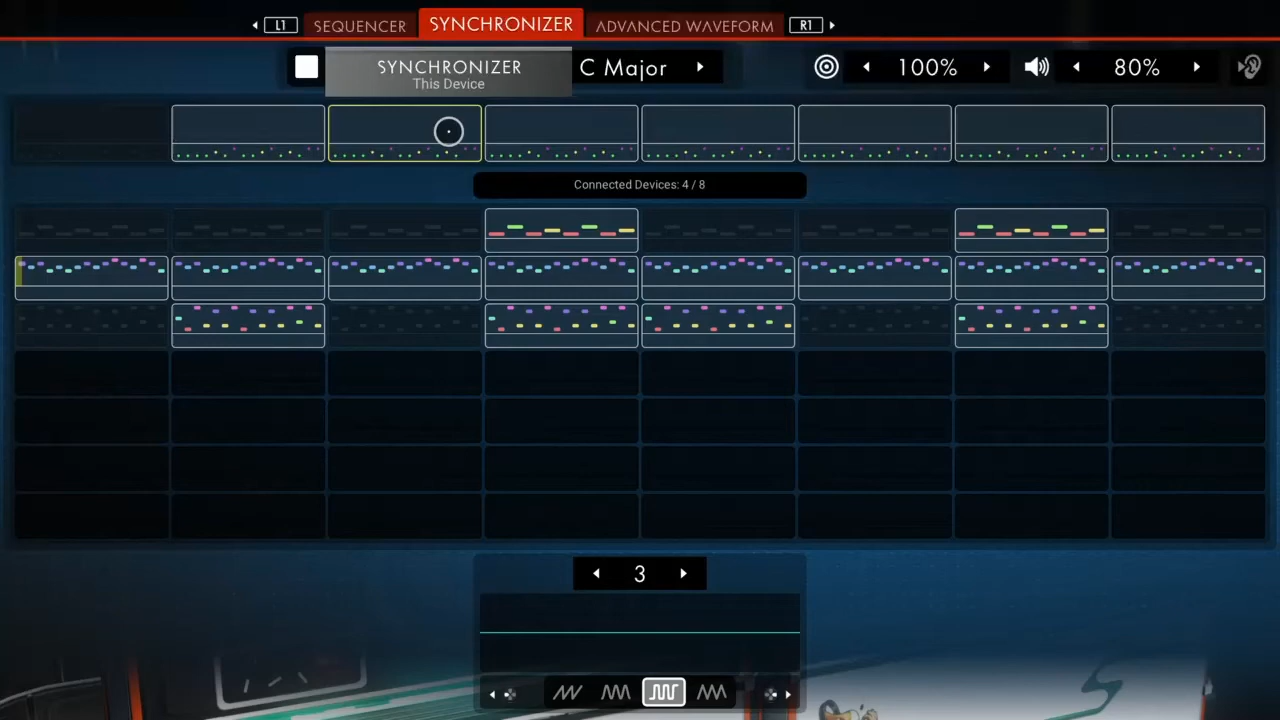 L1 SEQUENCER SYNCHRONIZER ADVANCED WAVEFORM R1
SYNCHRONIZER
This Device
C Major
100%
80%
Connected Devices: 4 / 8
3